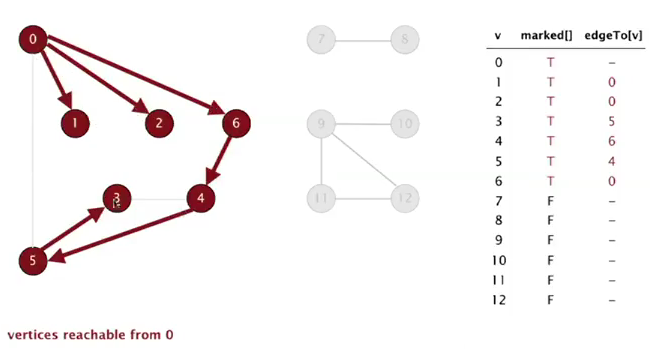 0
7 8
1 2 6
9 10
3 4
11 12
5
v marked[] edgeTo[v]
0 T –
1 T 0
2 T 0
3 T 5
4 T 6
5 T 4
6 T 0
7 F –
8 F –
9 F –
10 F –
11 F –
12 F –
vertices reachable from 0